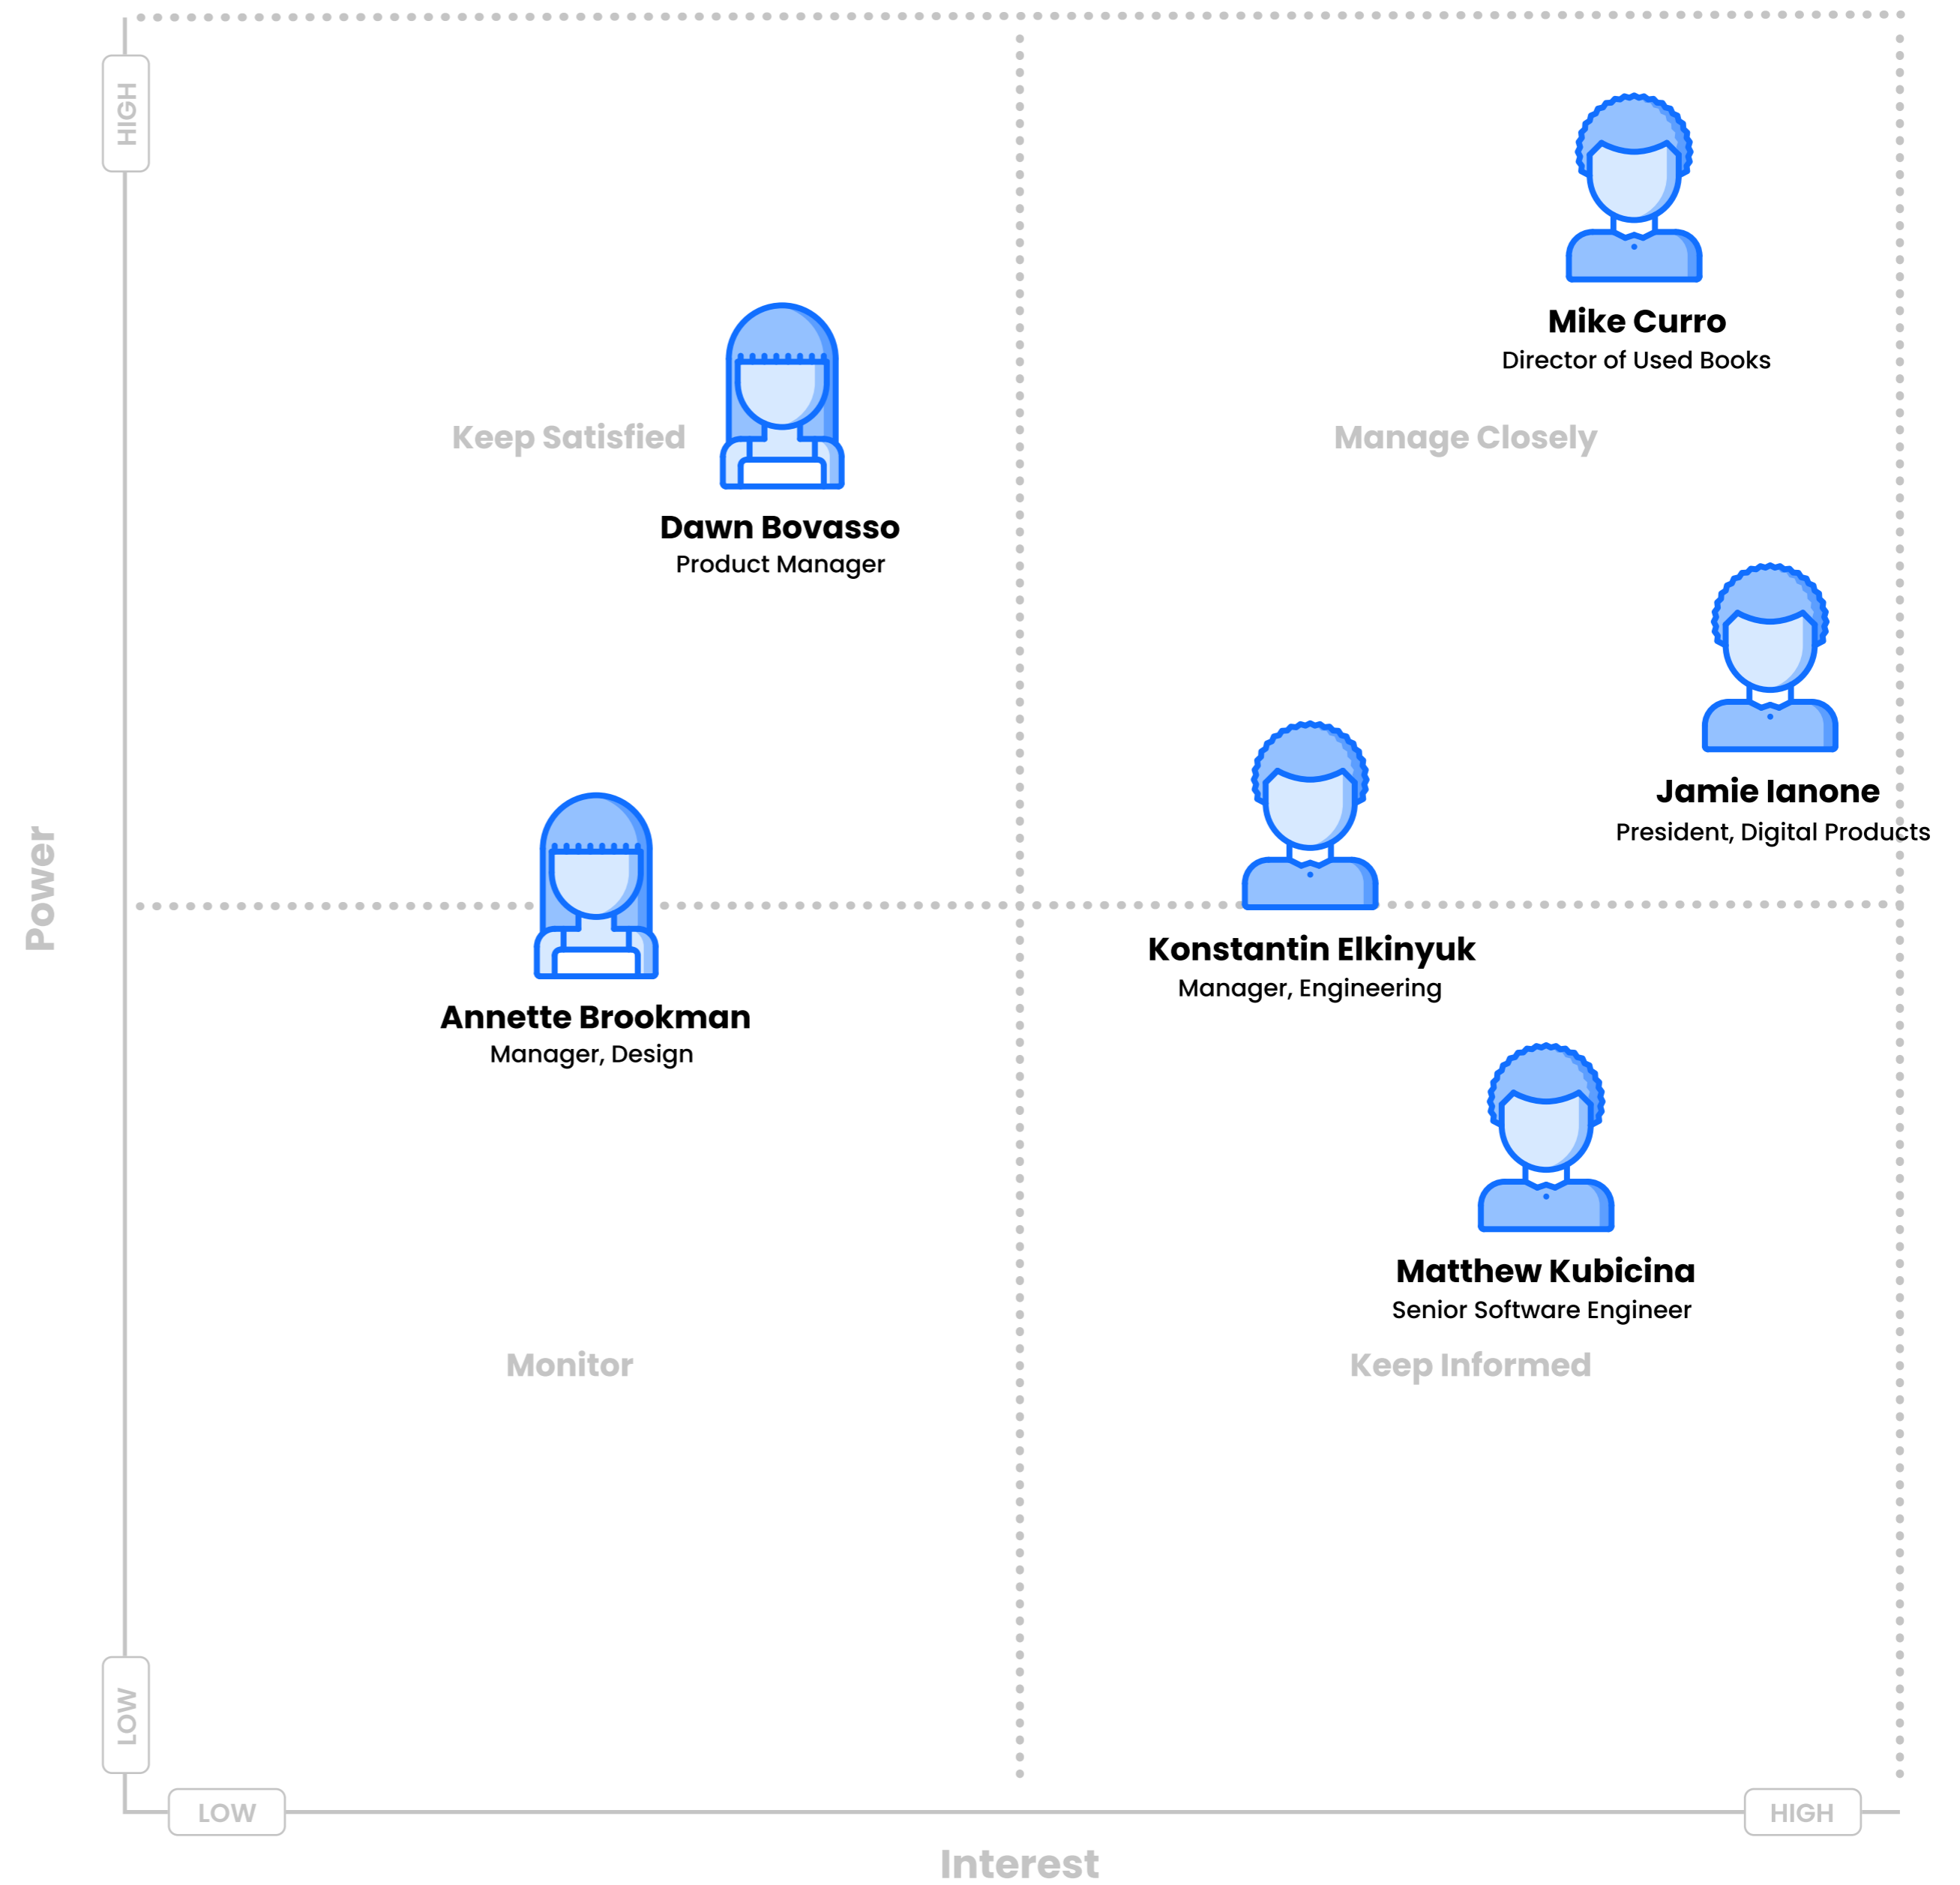 HIGH
Mike Curro
Director of Used Books
Keep Satisfied
Manage Closely
Dawn Bovasso
Product Manager
Jamie Ianone
President, Digital Products
Power
Konstantin Elkinyuk
Manager, Engineering
Annette Brookman
Manager, Design
Matthew Kubicina
Senior Software Engineer
Monitor
Keep Informed
LOW
LOW
HIGH
Interest